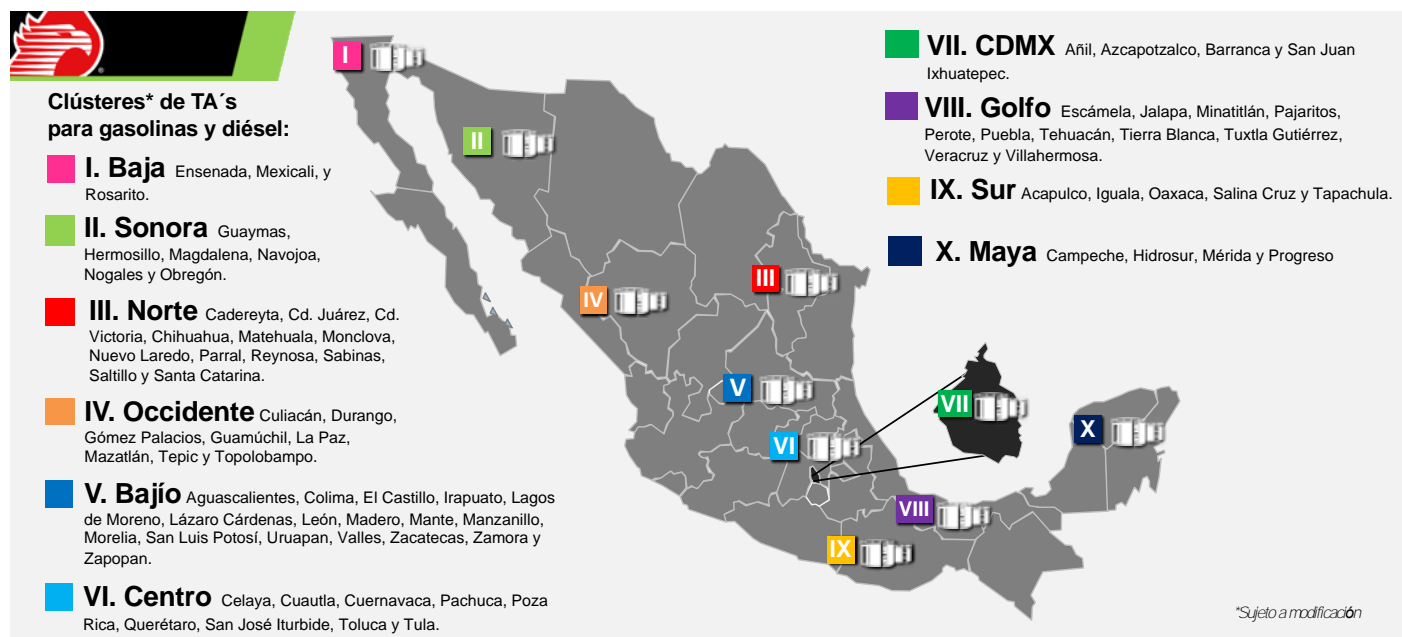 Clústeres* de TA´s
para gasolinas y diésel:
I. Baja Ensenada, Mexicali, y
Rosarito.
II. Sonora Guaymas,
Hermosillo, Magdalena, Navojoa,
Nogales y Obregón.
III. Norte Cadereyta, Cd. Juárez, Cd.
Victoria, Chihuahua, Matehuala, Monclova,
Nuevo Laredo, Parral, Reynosa, Sabinas,
Saltillo y Santa Catarina.
IV. Occidente Culiacán, Durango,
Gómez Palacios, Guamúchil, La Paz,
Mazatlán, Tepic y Topolobampo.
V. Bajío Aguascalientes, Colima, El Castillo, Irapuato, Lagos
de Moreno, Lázaro Cárdenas, León, Madero, Mante, Manzanillo,
Morelia, San Luis Potosí, Uruapan, Valles, Zacatecas, Zamora y
Zapopan.
VI. Centro Celaya, Cuautla, Cuernavaca, Pachuca, Poza
Rica, Querétaro, San José Iturbide, Toluca y Tula.
VII. CDMX Añil, Azcapotzalco, Barranca y San Juan
Ixhuatepec.
VIII. Golfo Escámela, Jalapa, Minatitlán, Pajaritos,
Perote, Puebla, Tehuacán, Tierra Blanca, Tuxtla Gutiérrez,
Veracruz y Villahermosa.
IX. Sur Acapulco, Iguala, Oaxaca, Salina Cruz y Tapachula.
X. Maya Campeche, Hidrosur, Mérida y Progreso
I
II
III
IV
V
VI
VII
X
VIII
IX
*Sujeto a modificación